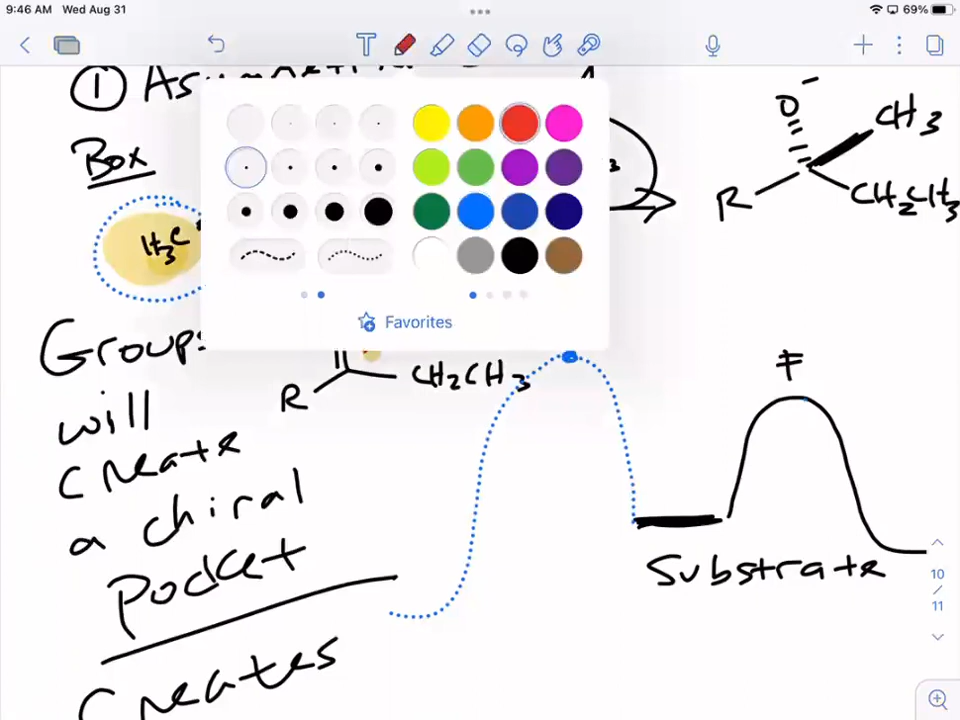 9:46 AM Wed Aug 31
69%
T
①
Box
H₃C
Groups
will
create
a chiral
pocket
Creates
Favorites
R
CH₂CH₃
O⁻
CH₃
R
CH₂CH₃
‡
Substrate
10
/
11